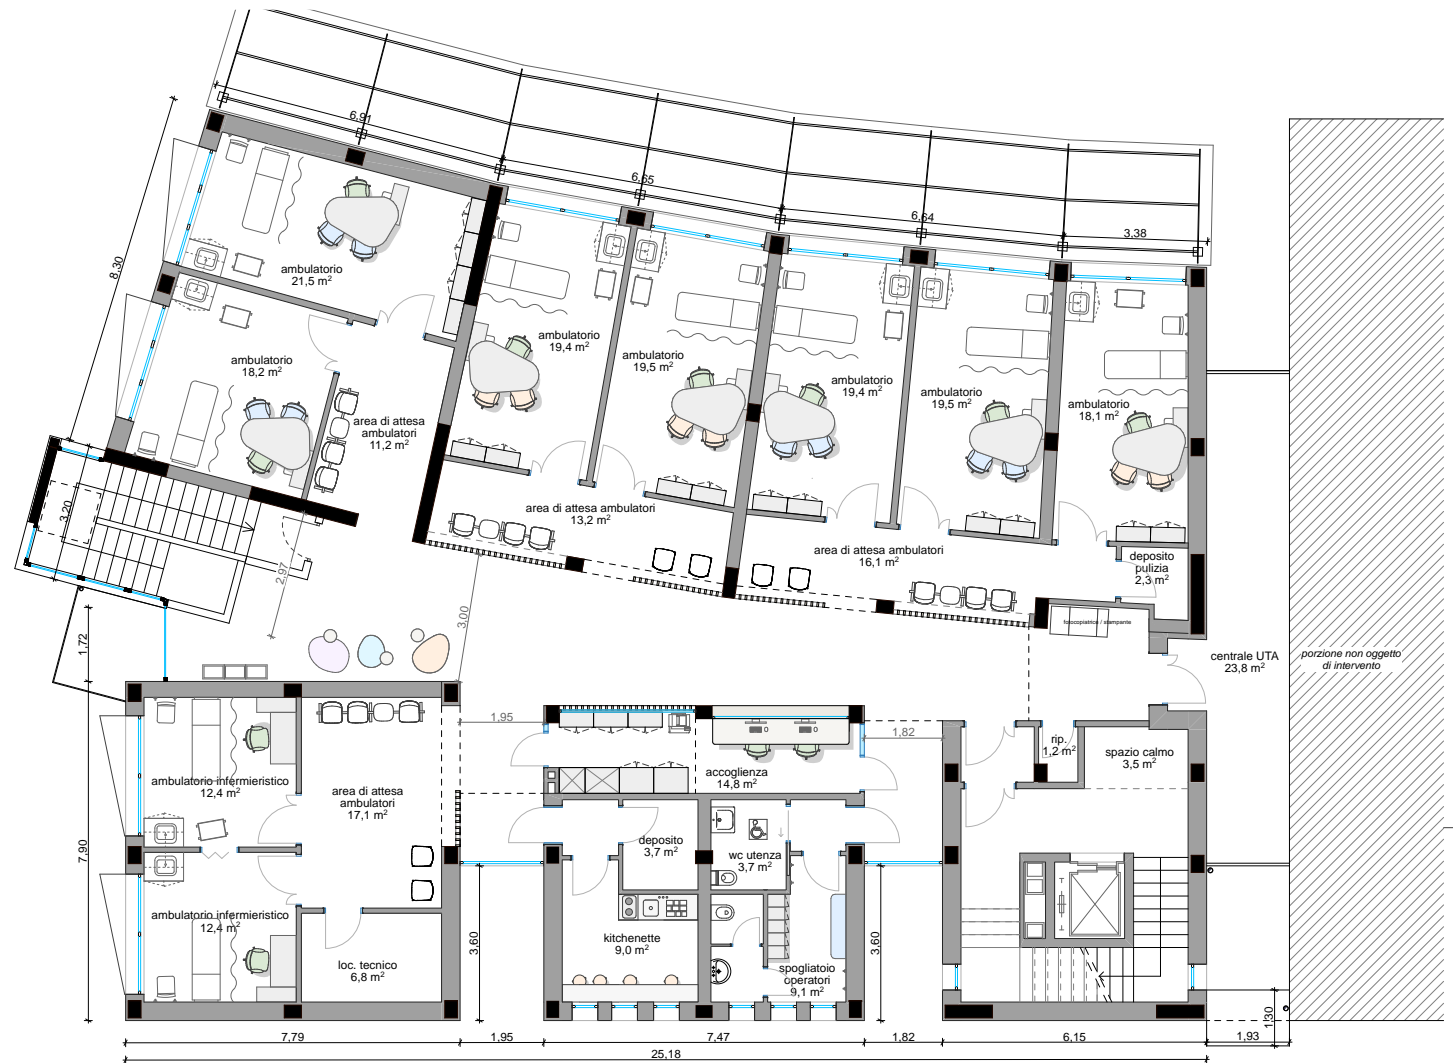 6,91
6,65
6,64
3,38
8,30
ambulatorio
21,5 m²
ambulatorio
18,2 m²
ambulatorio
19,4 m²
ambulatorio
19,5 m²
ambulatorio
19,4 m²
ambulatorio
19,5 m²
ambulatorio
18,1 m²
area di attesa
ambulatori
11,2 m²
area di attesa ambulatori
13,2 m²
area di attesa ambulatori
16,1 m²
deposito
pulizia
2,3 m²
3,20
2,97
3,00
1,72
fotocopiatrice / stampante
centrale UTA
23,8 m²
porzione non oggetto
di intervento
1,95
1,82
ambulatorio infermieristico
12,4 m²
area di attesa
ambulatori
17,1 m²
accoglienza
14,8 m²
rip.
1,2 m²
spazio calmo
3,5 m²
7,90
deposito
3,7 m²
wc utenza
3,7 m²
ambulatorio infermieristico
12,4 m²
loc. tecnico
6,8 m²
3,60
kitchenette
9,0 m²
spogliatoio
operatori
9,1 m²
3,60
1,30
7,79
1,95
7,47
1,82
6,15
1,93
25,18